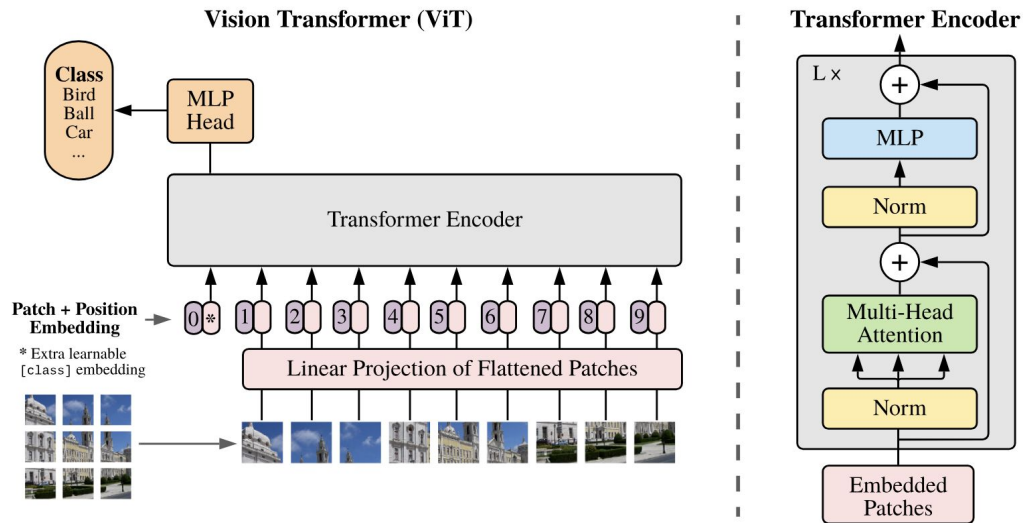 Vision Transformer (ViT)
Class
Bird
Ball
Car
...
MLP
Head
Transformer Encoder
Patch + Position
Embedding
0 * 1 2 3 4 5 6 7 8 9
* Extra learnable
[class] embedding
Linear Projection of Flattened Patches
Transformer Encoder
L ×
+
MLP
Norm
+
Multi-Head
Attention
Norm
Embedded
Patches